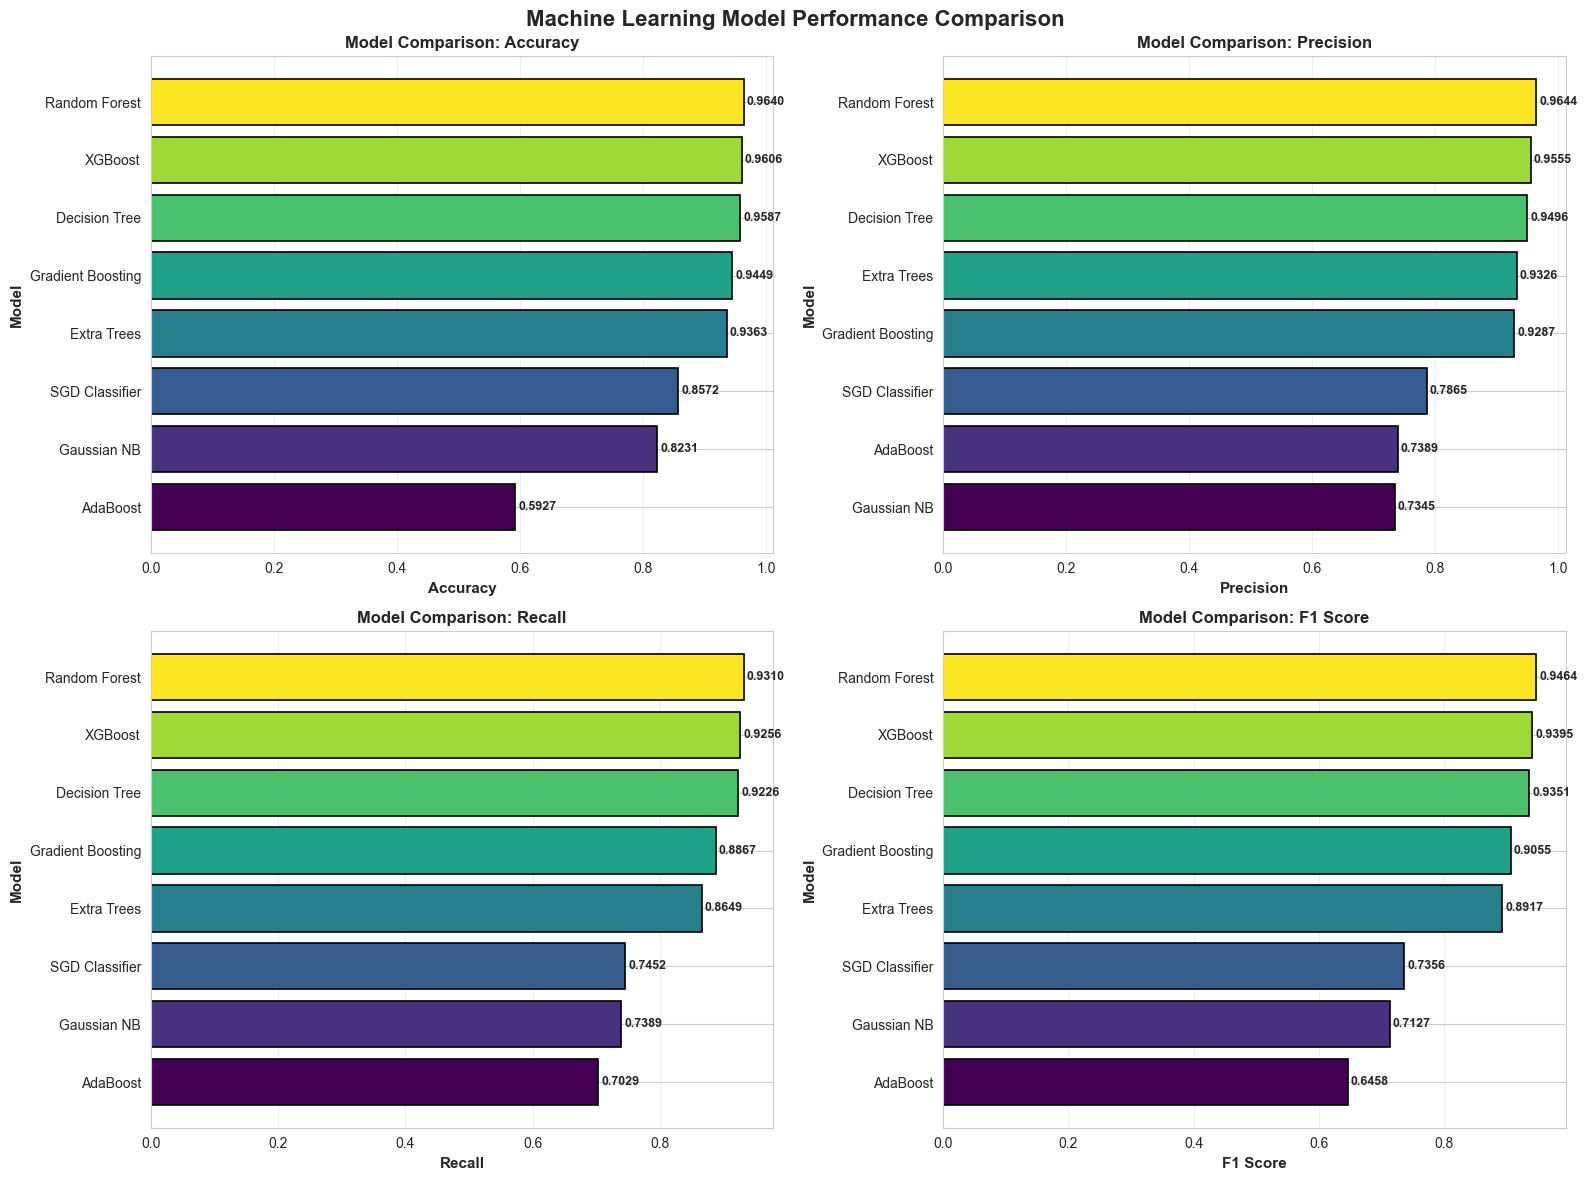 Machine Learning Model Performance Comparison
Model Comparison: Accuracy
Model
Random Forest 0.9640
XGBoost 0.9606
Decision Tree 0.9587
Gradient Boosting 0.9449
Extra Trees 0.9363
SGD Classifier 0.8572
Gaussian NB 0.8231
AdaBoost 0.5927
0.0 0.2 0.4 0.6 0.8 1.0
Accuracy
Model Comparison: Precision
Model
Random Forest 0.9644
XGBoost 0.9555
Decision Tree 0.9496
Extra Trees 0.9326
Gradient Boosting 0.9287
SGD Classifier 0.7865
AdaBoost 0.7389
Gaussian NB 0.7345
0.0 0.2 0.4 0.6 0.8 1.0
Precision
Model Comparison: Recall
Model
Random Forest 0.9310
XGBoost 0.9256
Decision Tree 0.9226
Gradient Boosting 0.8867
Extra Trees 0.8649
SGD Classifier 0.7452
Gaussian NB 0.7389
AdaBoost 0.7029
0.0 0.2 0.4 0.6 0.8
Recall
Model Comparison: F1 Score
Model
Random Forest 0.9464
XGBoost 0.9395
Decision Tree 0.9351
Gradient Boosting 0.9055
Extra Trees 0.8917
SGD Classifier 0.7356
Gaussian NB 0.7127
AdaBoost 0.6458
0.0 0.2 0.4 0.6 0.8
F1 Score